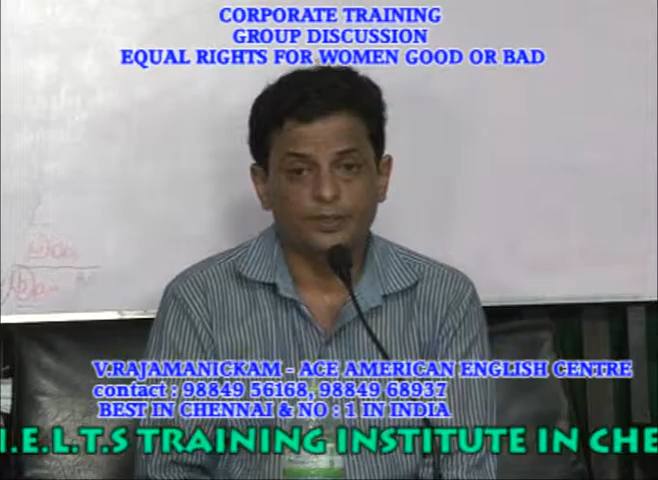 CORPORATE TRAINING
GROUP DISCUSSION
EQUAL RIGHTS FOR WOMEN GOOD OR BAD
V.RAJAMANICKAM - ACE AMERICAN ENGLISH CENTRE
contact : 98849 56168, 98849 68937
BEST IN CHENNAI & NO : 1 IN INDIA
I.E.L.T.S TRAINING INSTITUTE IN CHE